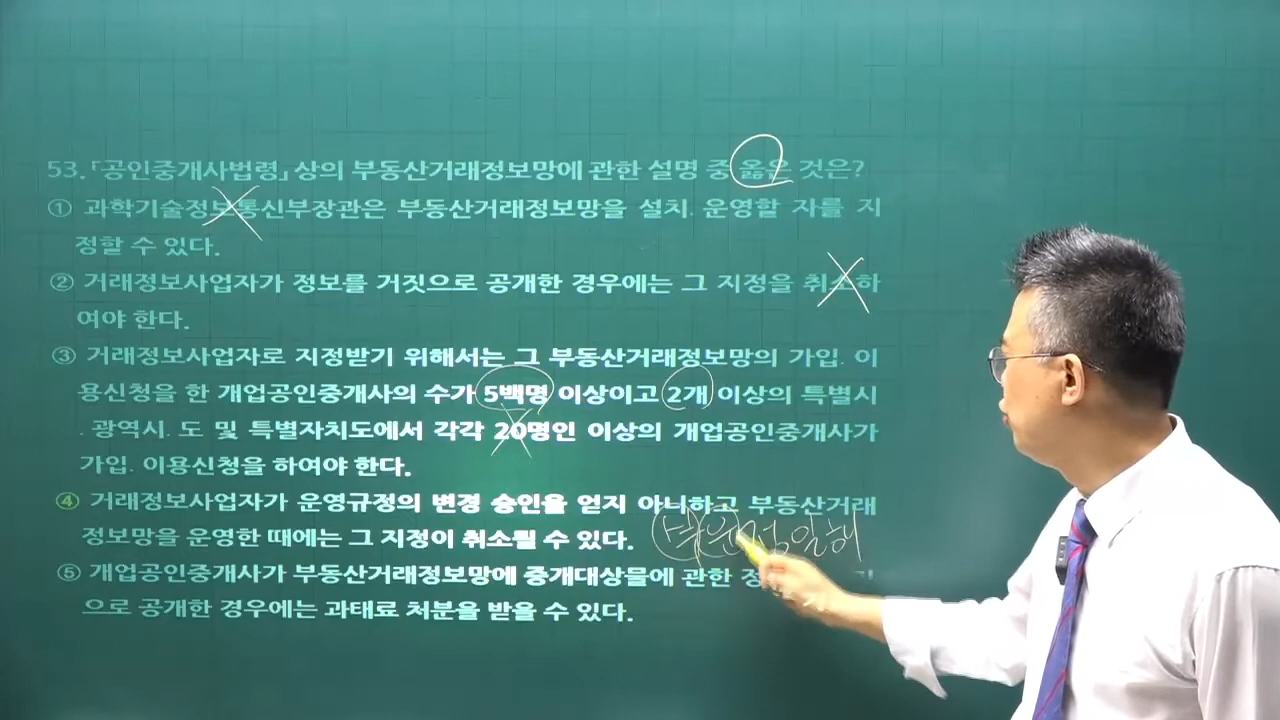 53. 「공인중개사법령」 상의 부동산거래정보망에 관한 설명 중 옳은 것은?
① 과학기술정보통신부장관은 부동산거래정보망을 설치. 운영할 자를 지
정할 수 있다.
② 거래정보사업자가 정보를 거짓으로 공개한 경우에는 그 지정을 취소하
여야 한다.
③ 거래정보사업자로 지정받기 위해서는 그 부동산거래정보망의 가입. 이
용신청을 한 개업공인중개사의 수가 5백명 이상이고 2개 이상의 특별시
. 광역시. 도 및 특별자치도에서 각각 20명인 이상의 개업공인중개사가
가입. 이용신청을 하여야 한다.
④ 거래정보사업자가 운영규정의 변경 승인을 얻지 아니하고 부동산거래
정보망을 운영한 때에는 그 지정이 취소될 수 있다.
일해
⑤ 개업공인중개사가 부동산거래정보망에 중개대상물에 관한
으로 공개한 경우에는 과태료 처분을 받을 수 있다.